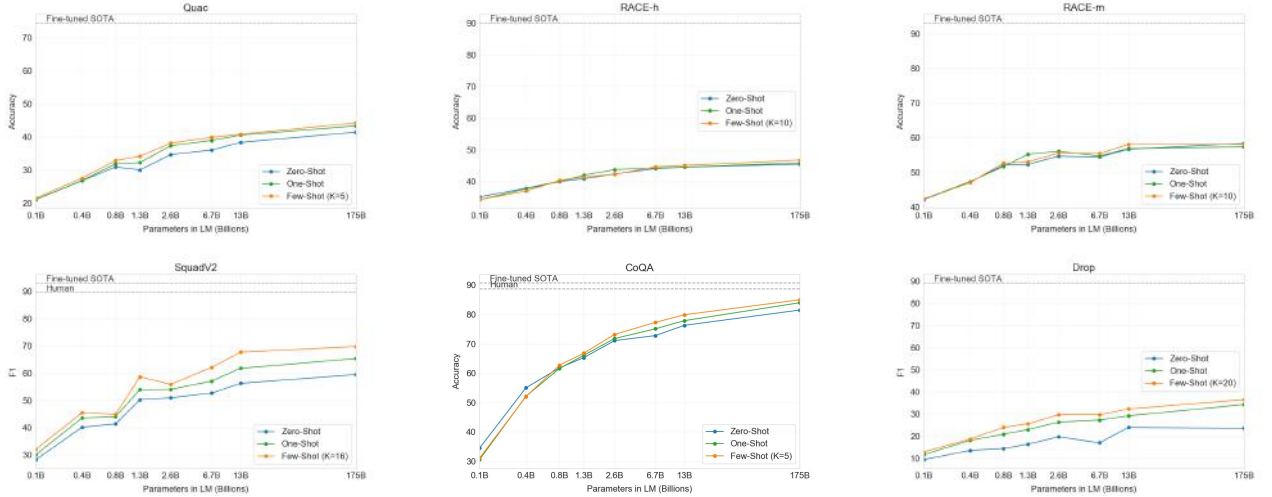 Quac
Fine-tuned SOTA
70
60
50
40
30
20
Accuracy
Zero-Shot
One-Shot
Few-Shot (K=5)
0.1B 0.4B 0.8B 1.3B 2.6B 6.7B 13B 175B
Parameters in LM (Billions)
RACE-h
Fine-tuned SOTA
90
80
70
60
50
40
Accuracy
Zero-Shot
One-Shot
Few-Shot (K=10)
0.1B 0.4B 0.8B 1.3B 2.6B 6.7B 13B 175B
Parameters in LM (Billions)
RACE-m
Fine-tuned SOTA
90
80
70
60
50
40
Accuracy
Zero-Shot
One-Shot
Few-Shot (K=10)
0.1B 0.4B 0.8B 1.3B 2.6B 6.7B 13B 175B
Parameters in LM (Billions)
SquadV2
Fine-tuned SOTA
Human
90
80
70
60
50
40
30
F1
Zero-Shot
One-Shot
Few-Shot (K=16)
0.1B 0.4B 0.8B 1.3B 2.6B 6.7B 13B 175B
Parameters in LM (Billions)
CoQA
Fine-tuned SOTA
Human
90
80
70
60
50
40
30
Accuracy
Zero-Shot
One-Shot
Few-Shot (K=5)
0.1B 0.4B 0.8B 1.3B 2.6B 6.7B 13B 175B
Parameters in LM (Billions)
Drop
Fine-tuned SOTA
90
80
70
60
50
40
30
20
10
F1
Zero-Shot
One-Shot
Few-Shot (K=20)
0.1B 0.4B 0.8B 1.3B 2.6B 6.7B 13B 175B
Parameters in LM (Billions)